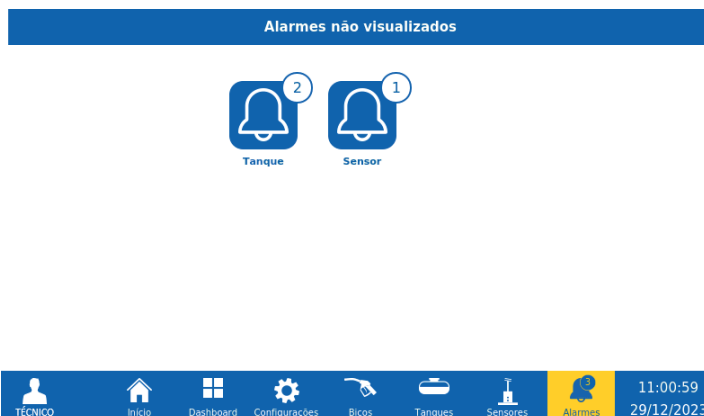 Alarmes não visualizados
2
1
Tanque
Sensor
3
11:00:59
TÉCNICO
Início
Dashboard
Configurações
Bicos
Tanques
Sensores
Alarmes
29/12/2023